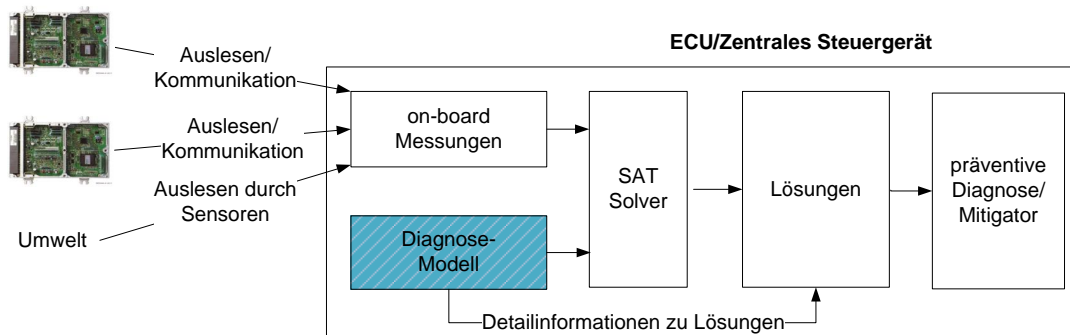 ECU/Zentrales Steuergerät
Auslesen/
Kommunikation
Auslesen/
Kommunikation
Auslesen durch
Sensoren
Umwelt
on-board
Messungen
Diagnose-
Modell
SAT
Solver
Lösungen
präventive
Diagnose/
Mitigator
Detailinformationen zu Lösungen